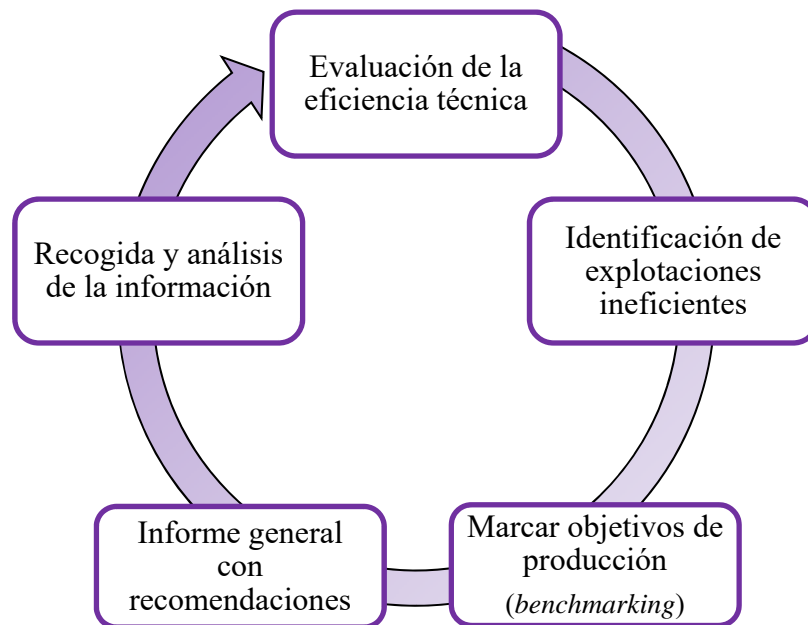 Evaluación de la
eficiencia técnica
Identificación de
explotaciones
ineficientes
Marcar objetivos de
producción
(benchmarking)
Informe general
con
recomendaciones
Recogida y análisis
de la información